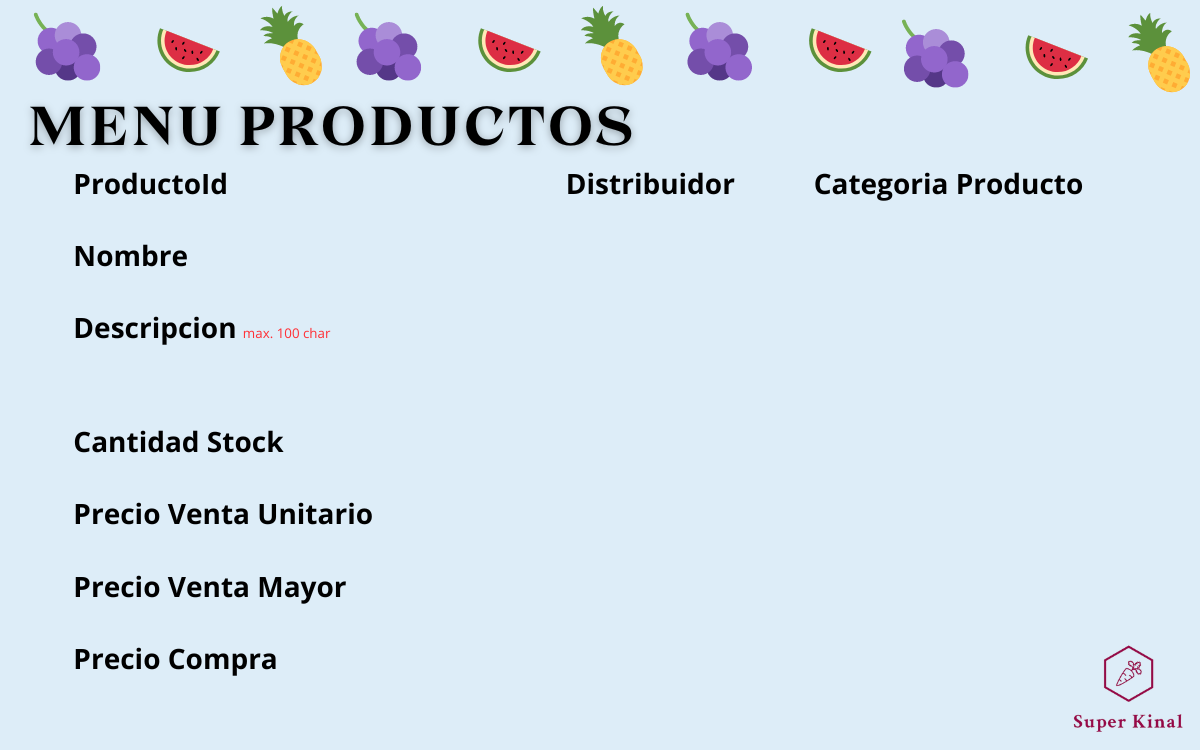 MENU PRODUCTOS
ProductoId
Distribuidor
Categoria Producto
Nombre
Descripcion max. 100 char
Cantidad Stock
Precio Venta Unitario
Precio Venta Mayor
Precio Compra
Super Kinal